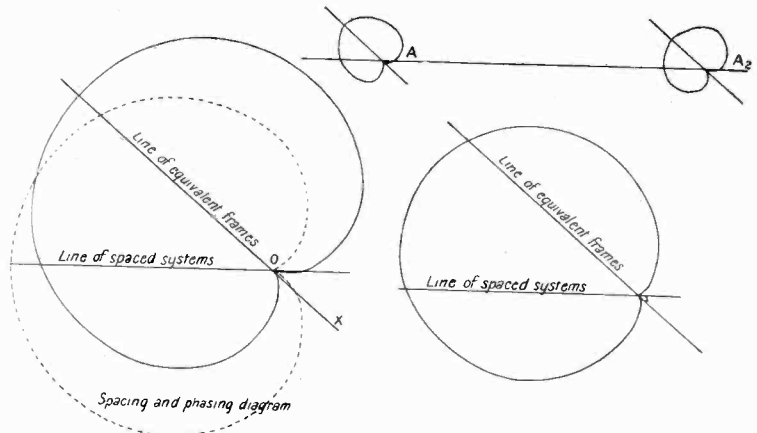 A
A2
Line of equivalent frames
Line of spaced systems
O
X
Spacing and phasing diagram
Line of equivalent frames
Line of spaced systems